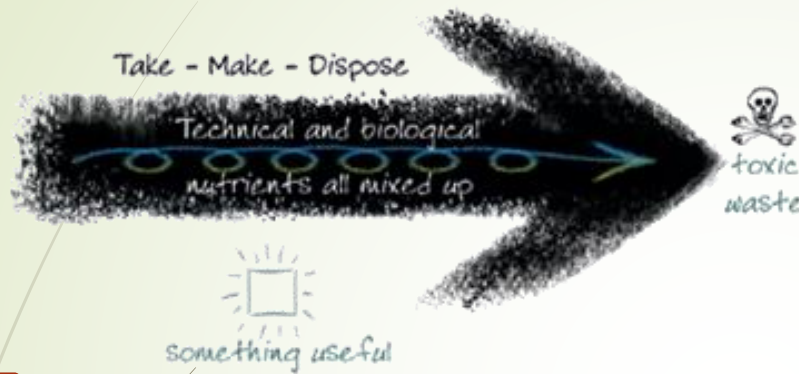 Take - Make - Dispose
Technical and biological
nutrients all mixed up
toxic
waste
something useful